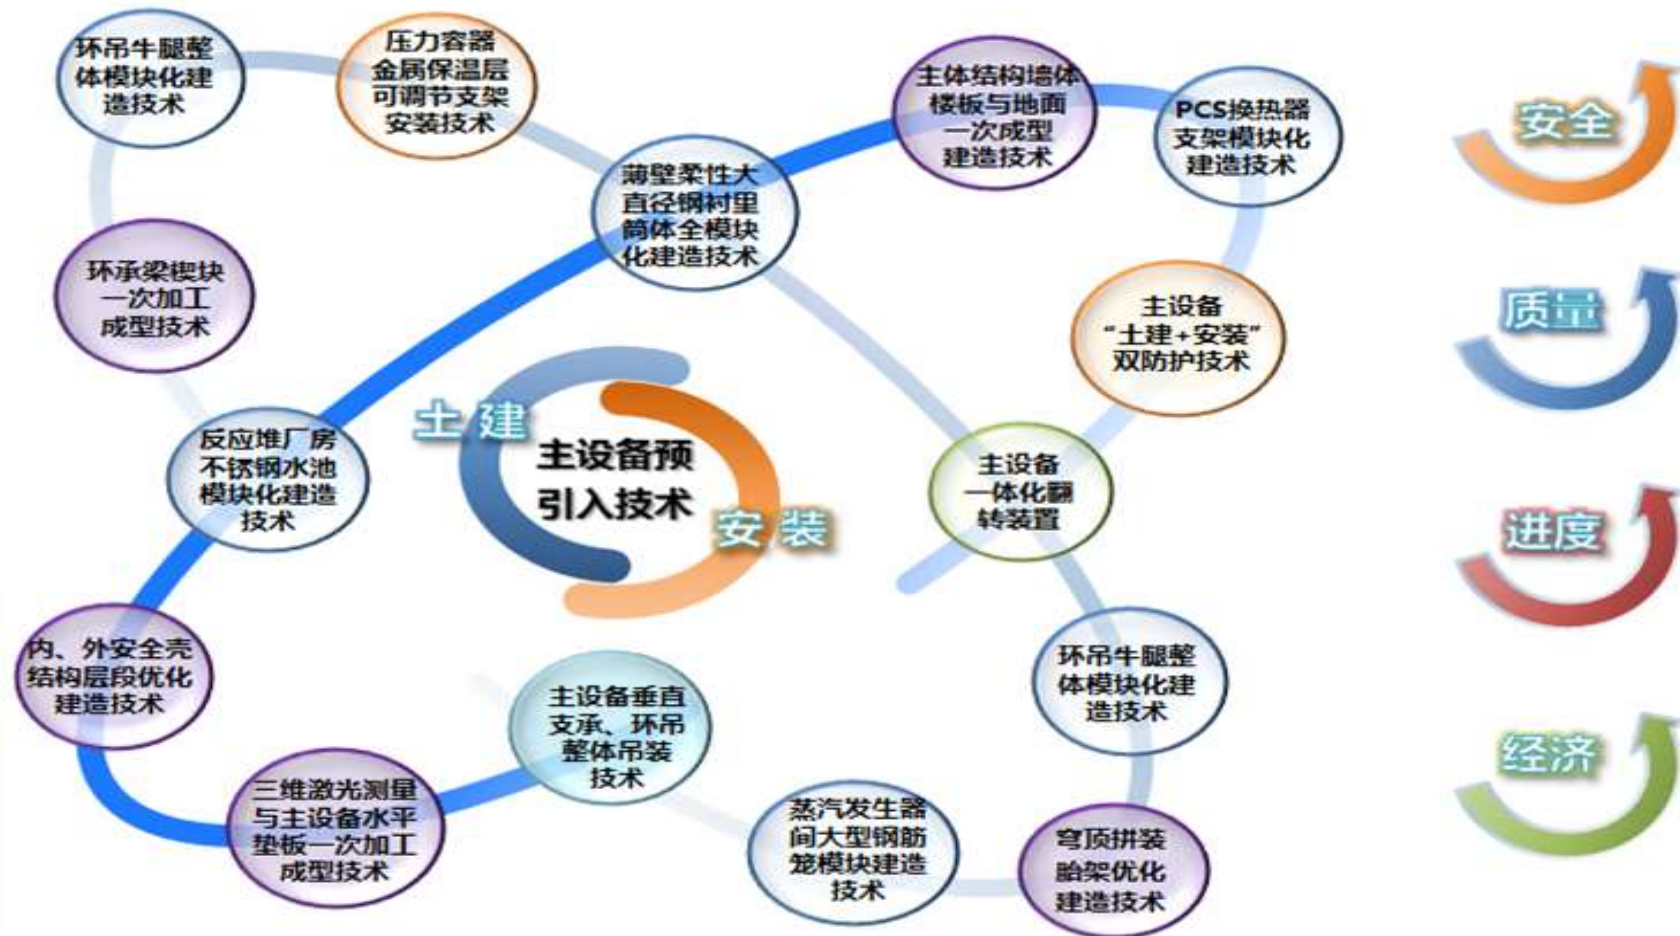 环吊牛腿整
体模块化建
造技术
压力容器
金属保温层
可调节支架
安装技术
薄壁柔性大
直径钢衬里
筒体全模块
化建造技术
主体结构墙体
楼板与地面
一次成型
建造技术
PCS换热器
支架模块化
建造技术
安全
环承梁楔块
一次加工
成型技术
主设备
“土建+安装”
双防护技术
质量
反应堆厂房
不锈钢水池
模块化建造
技术
土建
主设备预
引入技术
安装
主设备
一体化翻
转装置
进度
内、外安全壳
结构层段优化
建造技术
主设备垂直
支承、环吊
整体吊装
技术
环吊牛腿整
体模块化建
造技术
经济
三维激光测量
与主设备水平
垫板一次加工
成型技术
蒸汽发生器
间大型钢筋
笼模块建造
技术
穹顶拼装
胎架优化
建造技术